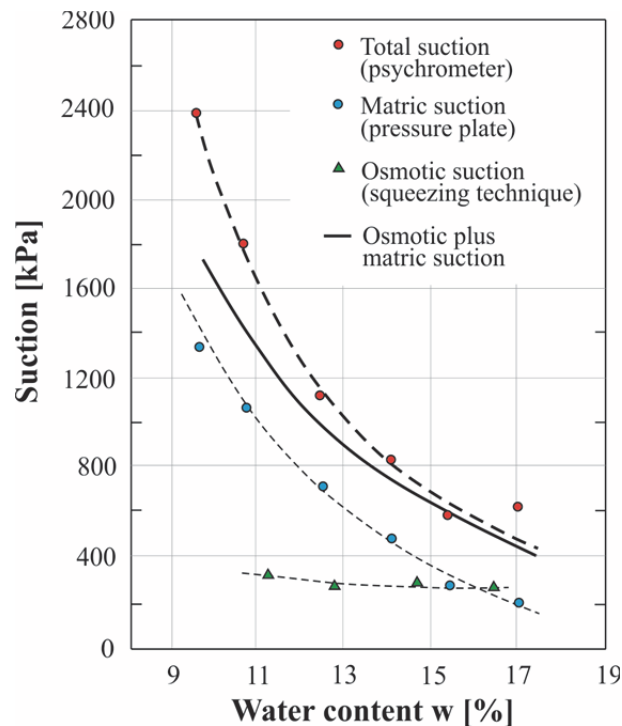 2800
2400
2000
1600
1200
800
400
0
Suction [kPa]
Total suction
(psychrometer)
Matric suction
(pressure plate)
Osmotic suction
(squeezing technique)
Osmotic plus
matric suction
9 11 13 15 17 19
Water content w [%]